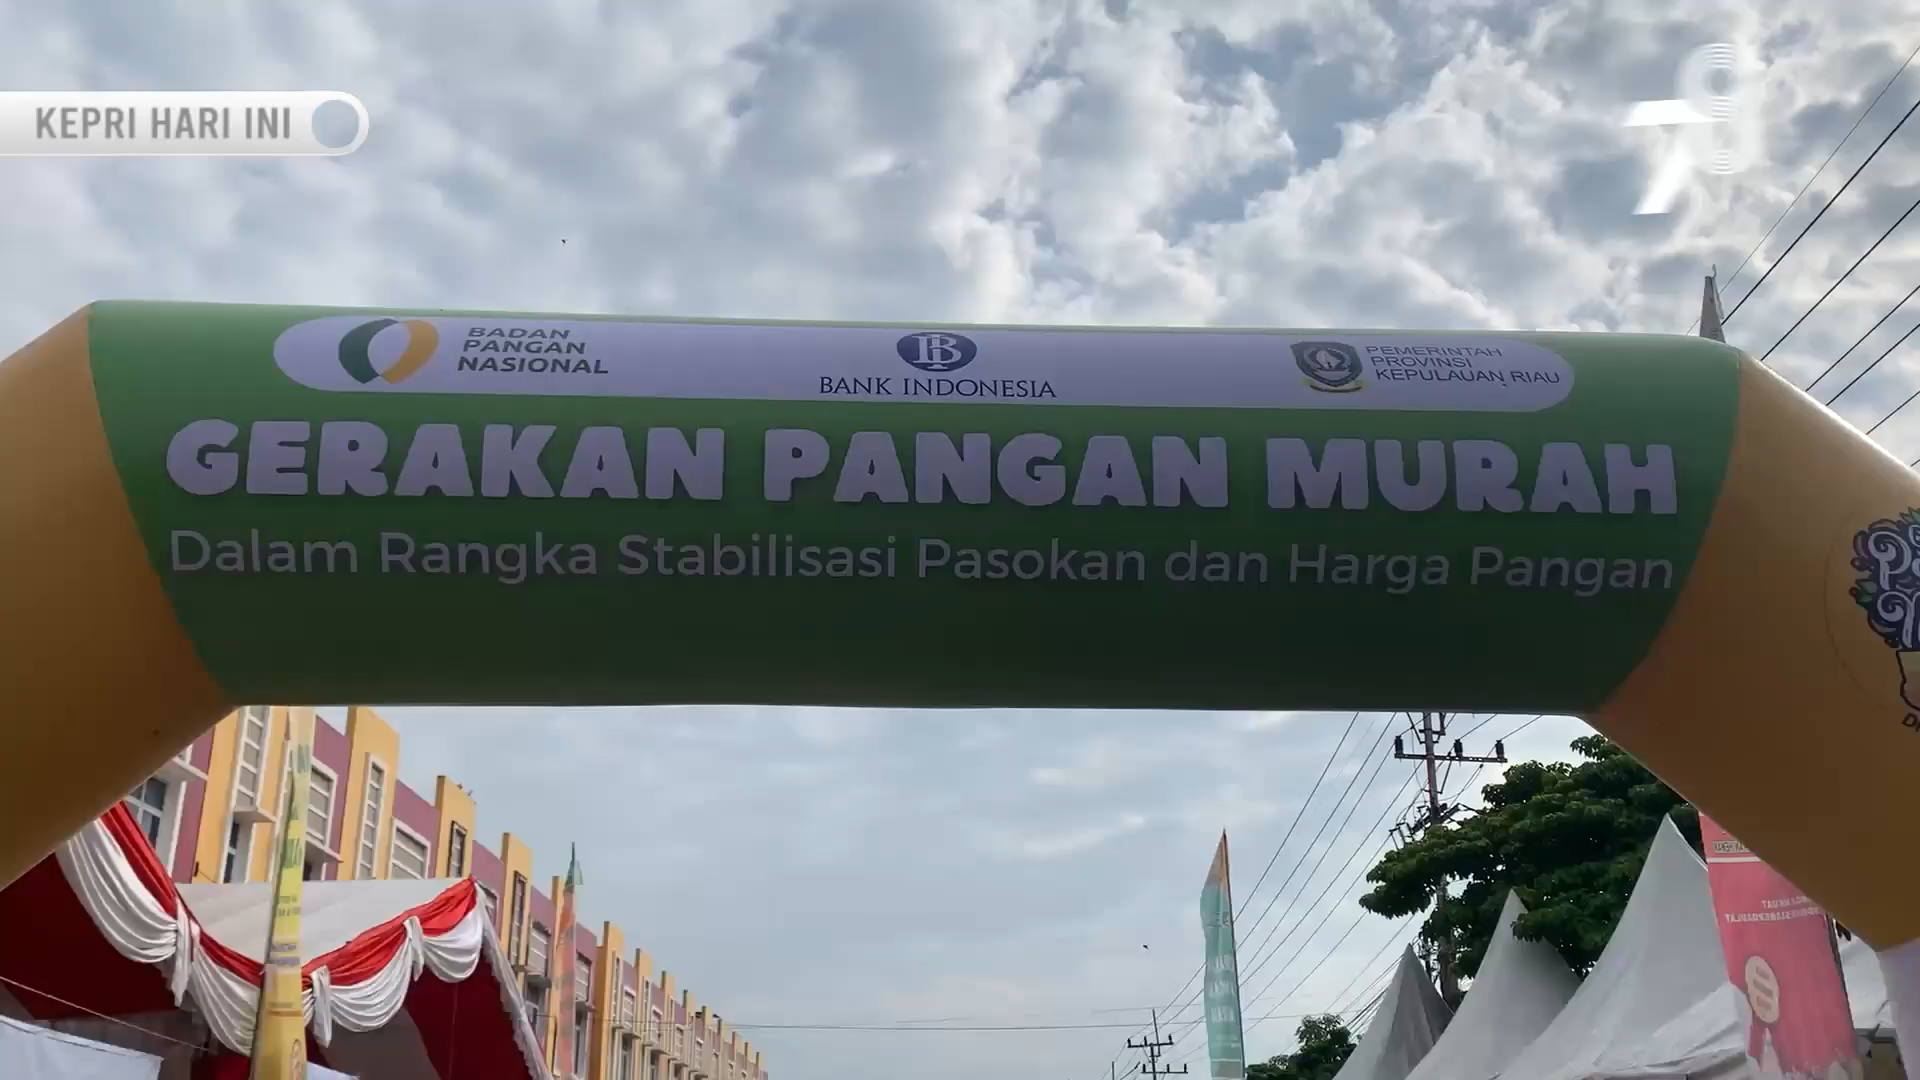 KEPRI HARI INI
BADAN
PANGAN
NASIONAL
BANK INDONESIA
PEMERINTAH
PROVINSI
KEPULAUAN RIAU
GERAKAN PANGAN MURAH
Dalam Rangka Stabilisasi Pasokan dan Harga Pangan